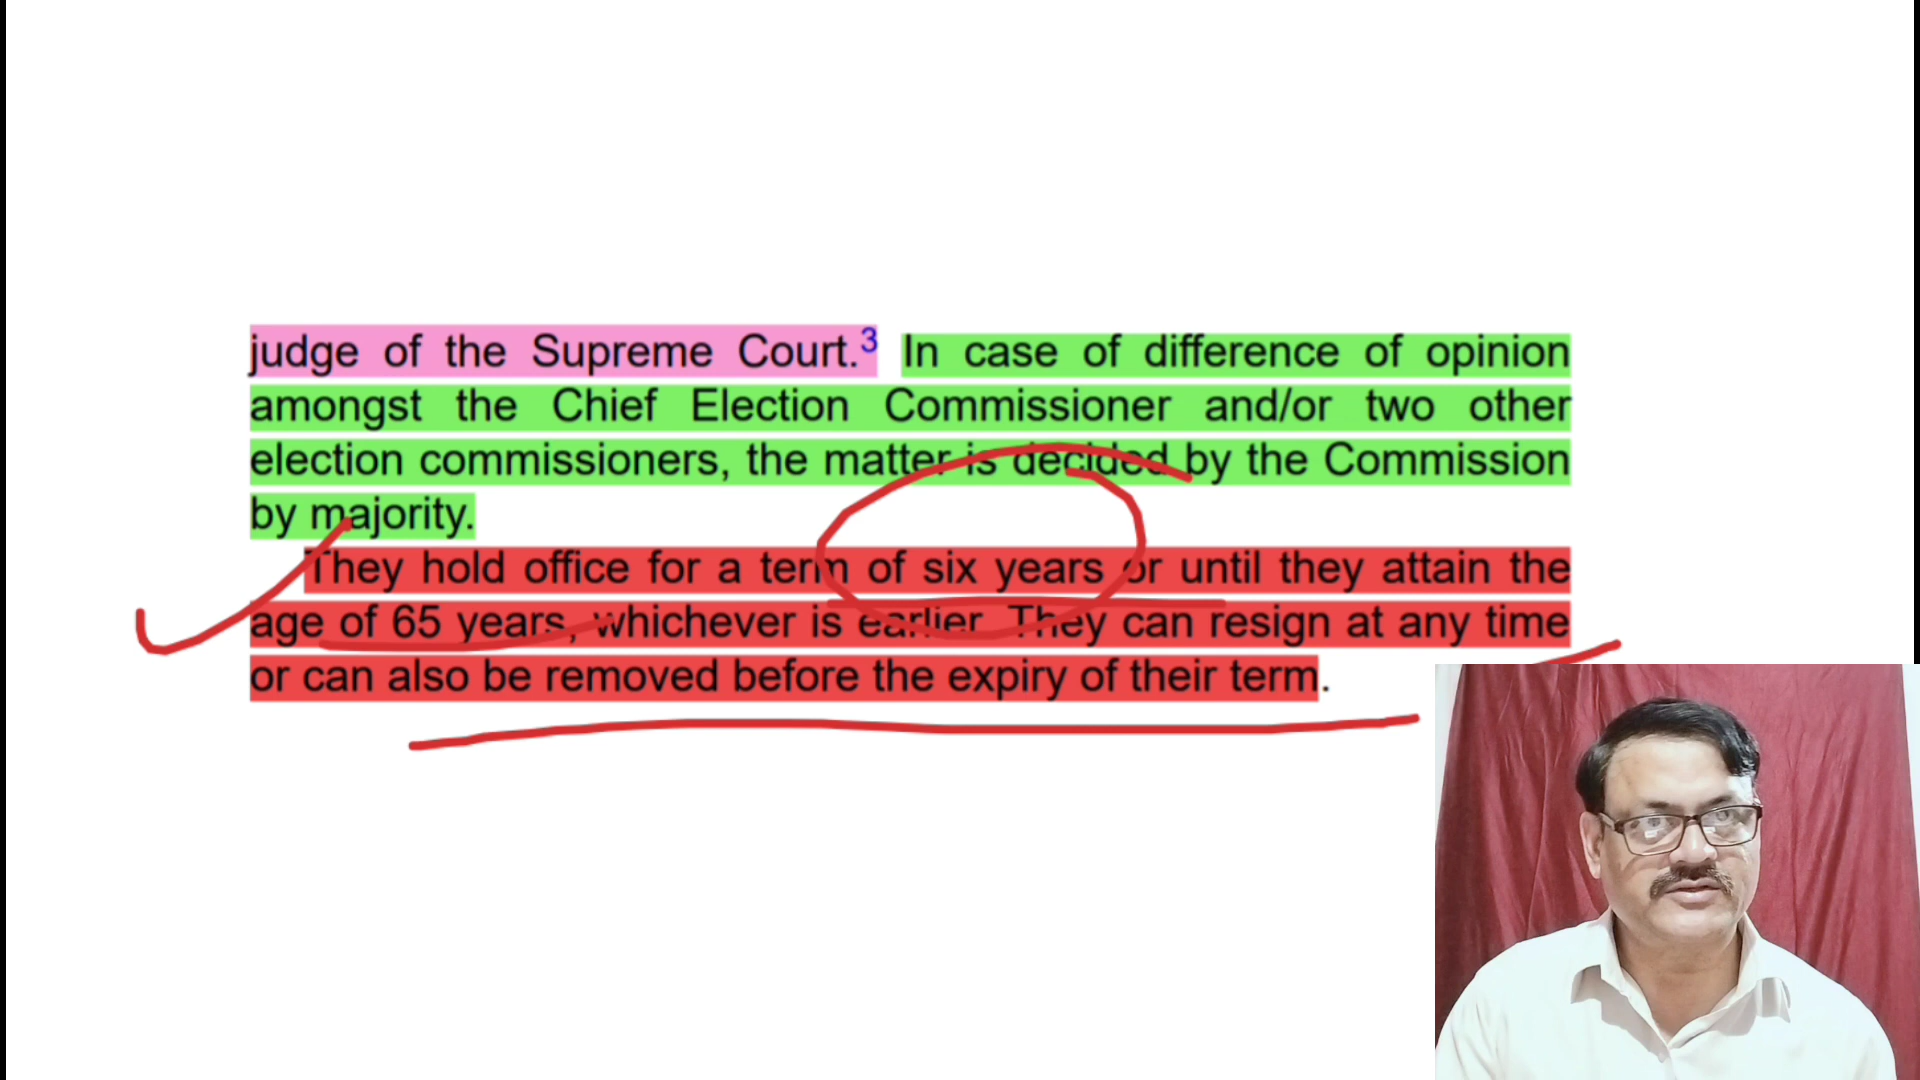 judge of the Supreme Court.3 In case of difference of opinion
amongst the Chief Election Commissioner and/or two other
election commissioners, the matter is decided by the Commission
by majority.
They hold office for a term of six years or until they attain the
age of 65 years, whichever is earlier. They can resign at any time
or can also be removed before the expiry of their term.